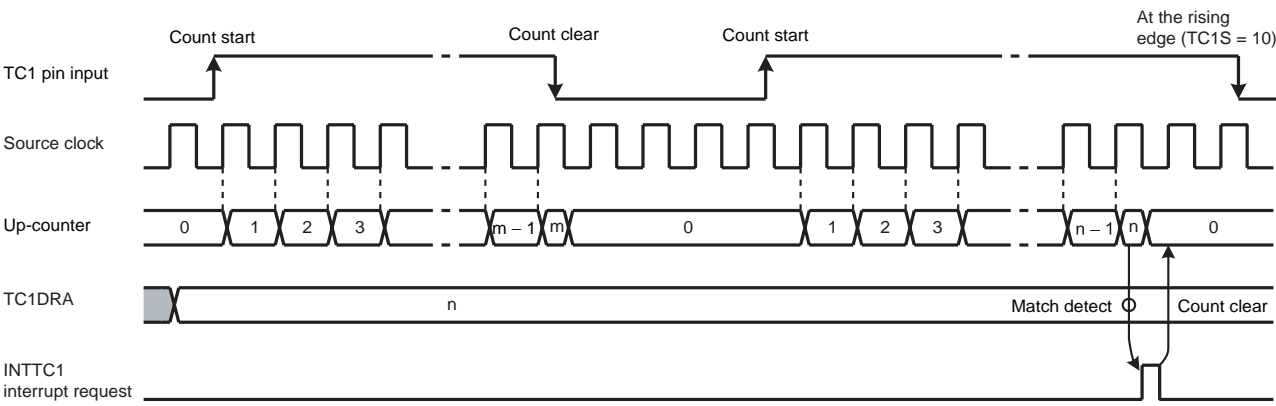 At the rising
edge (TC1S = 10)
Count start
Count clear
Count start
TC1 pin input
Source clock
Up-counter
0 1 2 3 m – 1 m 0 1 2 3 n – 1 n 0
TC1DRA
n
Match detect
Count clear
INTTC1
interrupt request